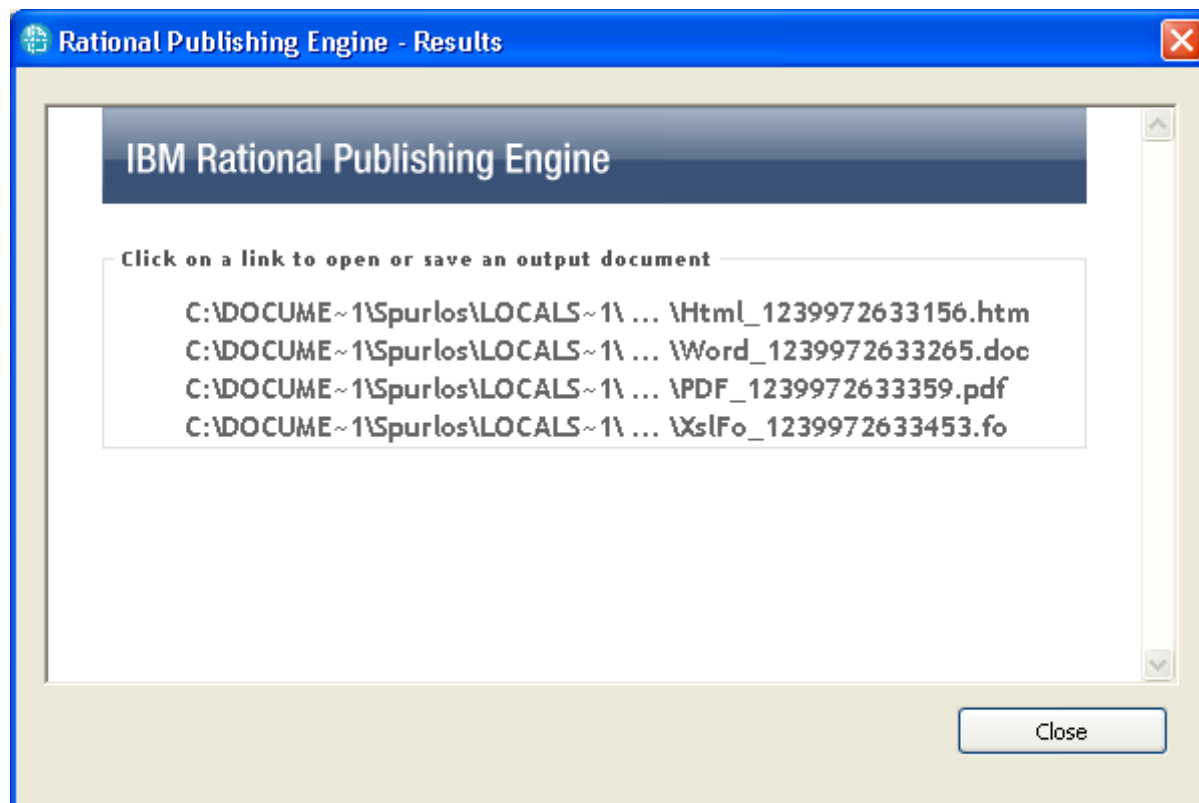 Rational Publishing Engine - Results
IBM Rational Publishing Engine
Click on a link to open or save an output document
C:\DOCUME~1\Spurlos\LOCALS~1\ ... \Html_1239972633156.htm
C:\DOCUME~1\Spurlos\LOCALS~1\ ... \Word_1239972633265.doc
C:\DOCUME~1\Spurlos\LOCALS~1\ ... \PDF_1239972633359.pdf
C:\DOCUME~1\Spurlos\LOCALS~1\ ... \XslFo_1239972633453.fo
Close